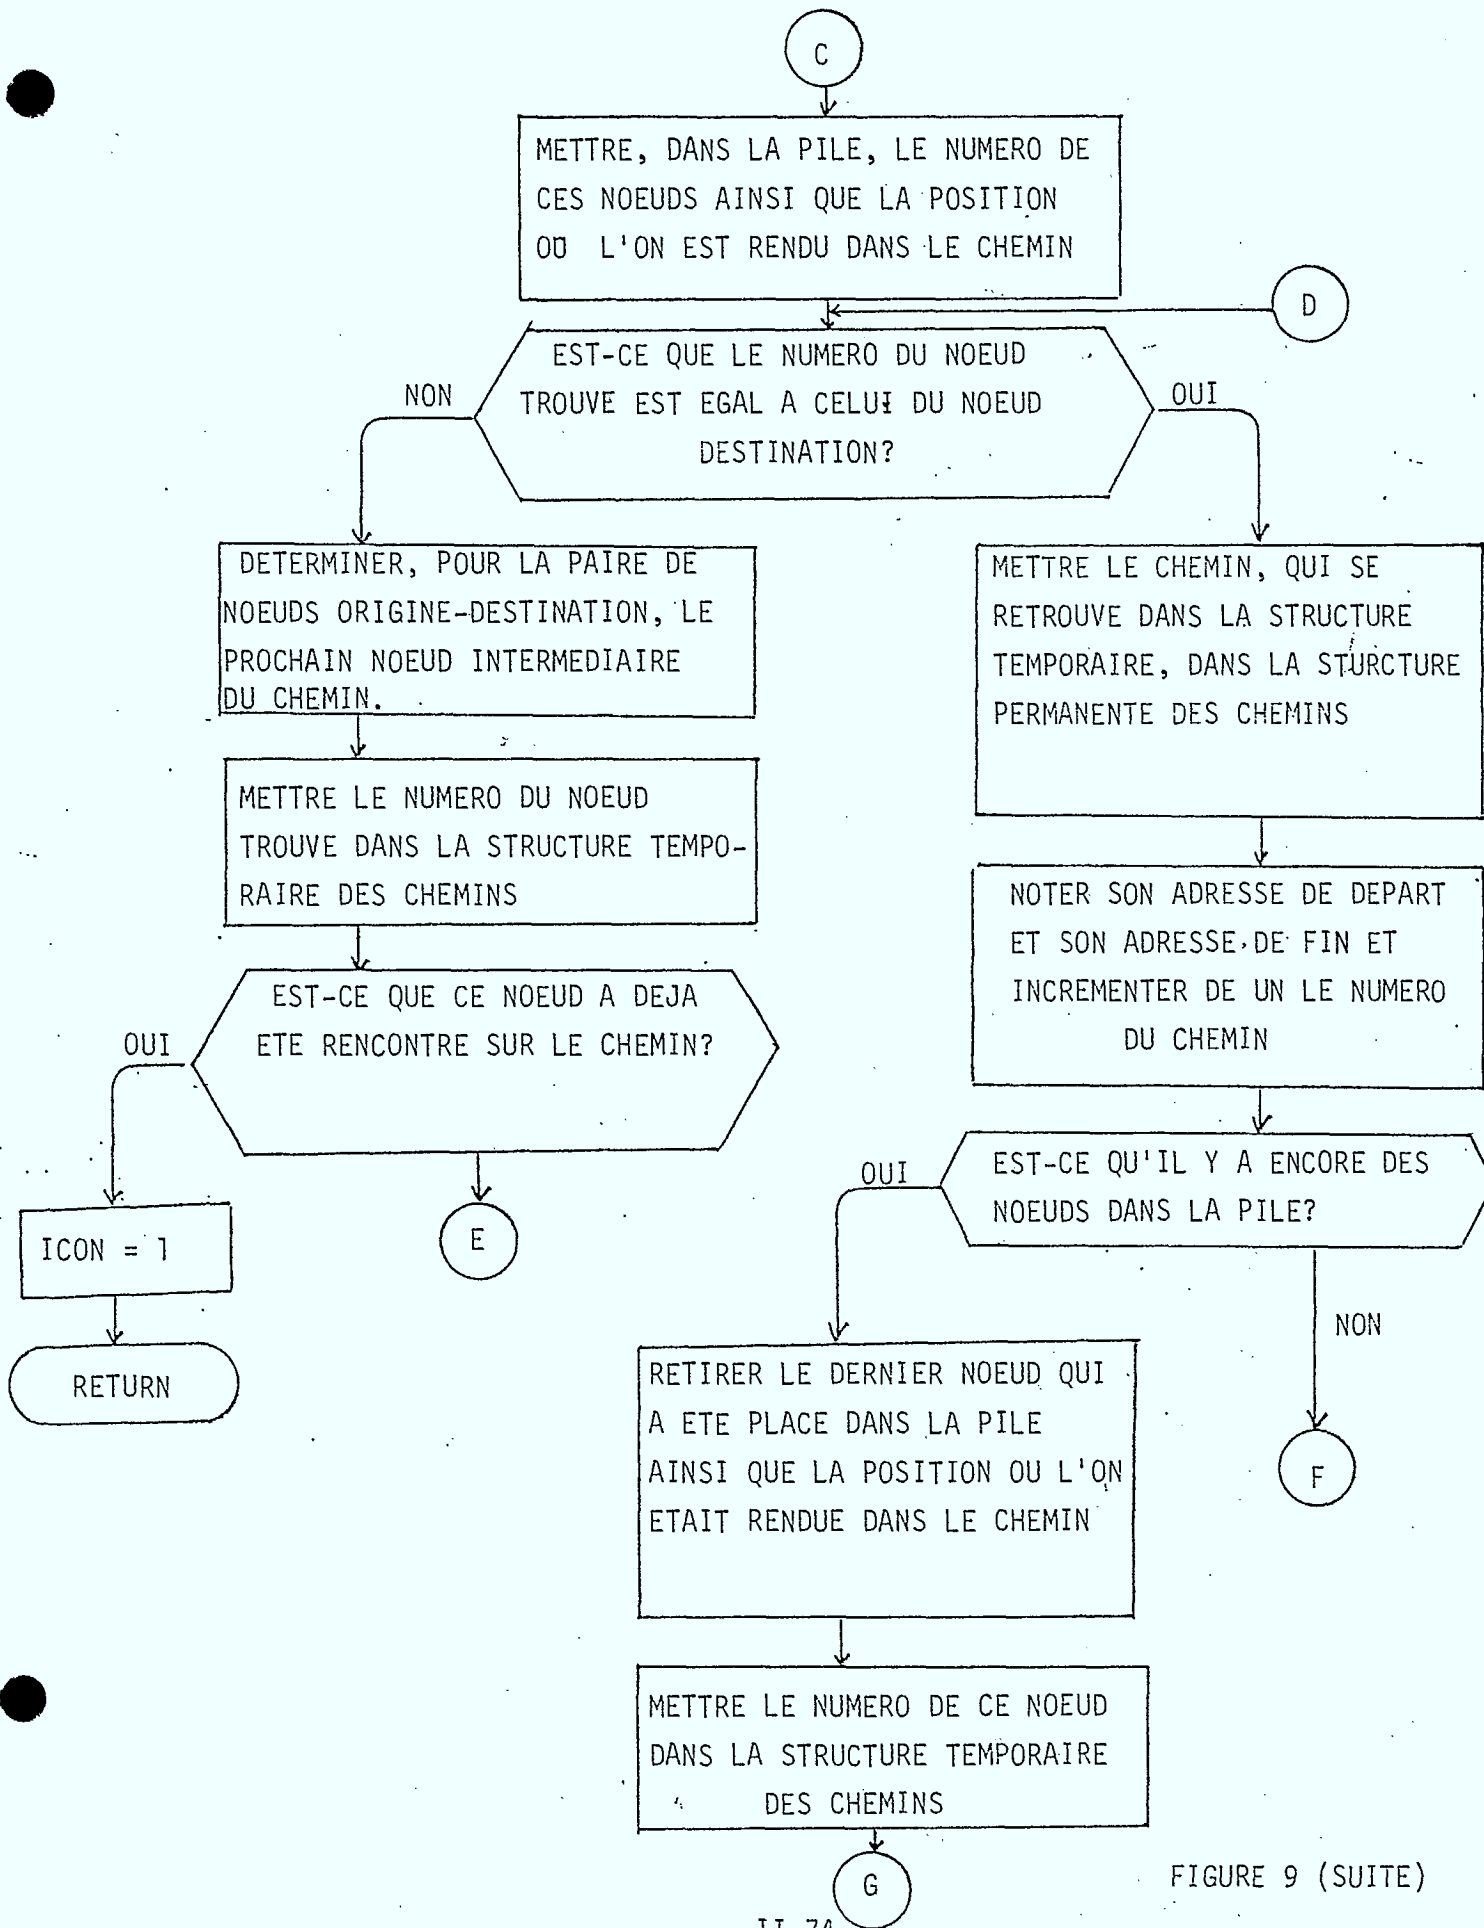 C
METTRE, DANS LA PILE, LE NUMERO DE
CES NOEUDS AINSI QUE LA POSITION
OU L'ON EST RENDU DANS LE CHEMIN
D
EST-CE QUE LE NUMERO DU NOEUD
TROUVE EST EGAL A CELUI DU NOEUD
DESTINATION?
NON
OUI
DETERMINER, POUR LA PAIRE DE
NOEUDS ORIGINE-DESTINATION, LE
PROCHAIN NOEUD INTERMEDIAIRE
DU CHEMIN.
METTRE LE NUMERO DU NOEUD
TROUVE DANS LA STRUCTURE TEMPO-
RAIRE DES CHEMINS
EST-CE QUE CE NOEUD A DEJA
ETE RENCONTRE SUR LE CHEMIN?
OUI
ICON = 1
RETURN
E
METTRE LE CHEMIN, QUI SE
RETROUVE DANS LA STRUCTURE
TEMPORAIRE, DANS LA STURCTURE
PERMANENTE DES CHEMINS
NOTER SON ADRESSE DE DEPART
ET SON ADRESSE DE FIN ET
INCREMENTER DE UN LE NUMERO
DU CHEMIN
EST-CE QU'IL Y A ENCORE DES
NOEUDS DANS LA PILE?
OUI
NON
F
RETIRER LE DERNIER NOEUD QUI
A ETE PLACE DANS LA PILE
AINSI QUE LA POSITION OU L'ON
ETAIT RENDUE DANS LE CHEMIN
METTRE LE NUMERO DE CE NOEUD
DANS LA STRUCTURE TEMPORAIRE
DES CHEMINS
G
FIGURE 9 (SUITE)